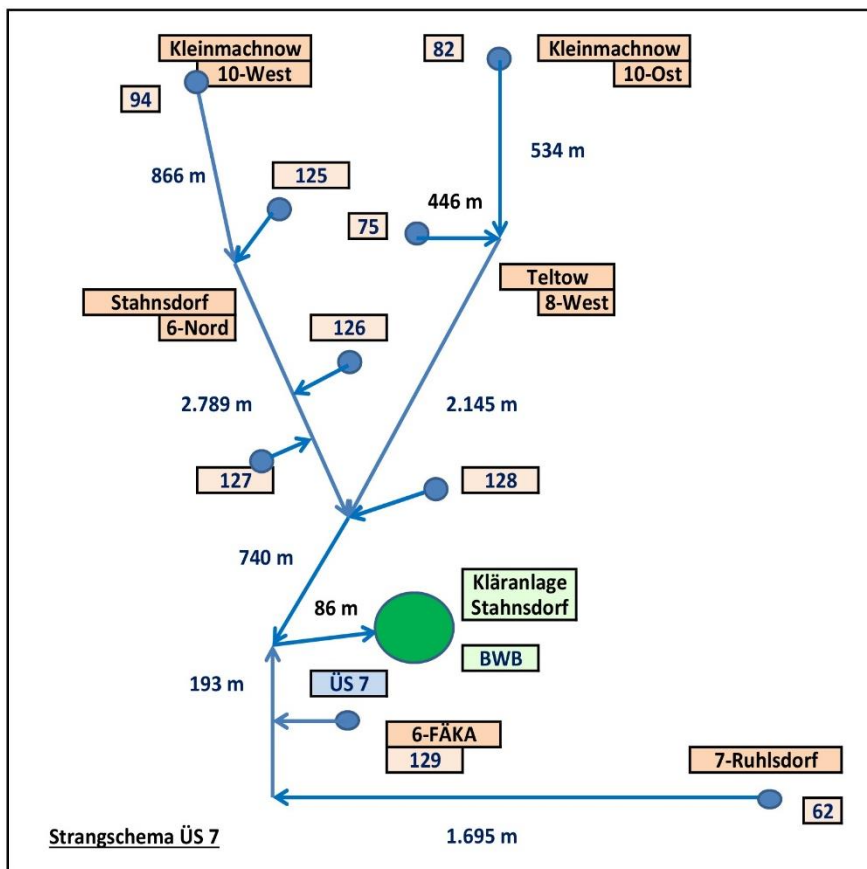 Kleinmachnow
10-West
94
82
Kleinmachnow
10-Ost
866 m
534 m
125
446 m
75
Stahnsdorf
6-Nord
Teltow
8-West
126
2.789 m
2.145 m
127
128
740 m
86 m
Kläranlage
Stahnsdorf
BWB
193 m
ÜS 7
6-FÄKA
129
7-Ruhlsdorf
62
Strangschema ÜS 7
1.695 m